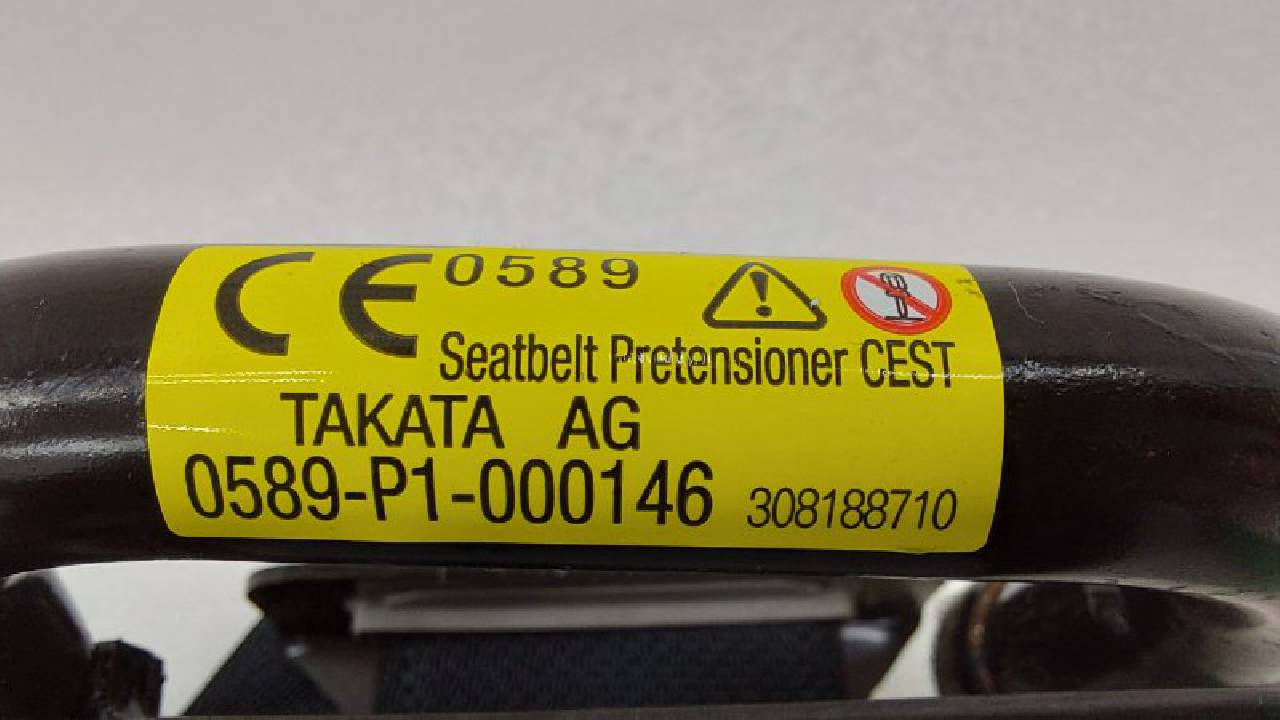 CE 0589
Seatbelt Pretensioner CEST
TAKATA AG
0589-P1-000146 308188710